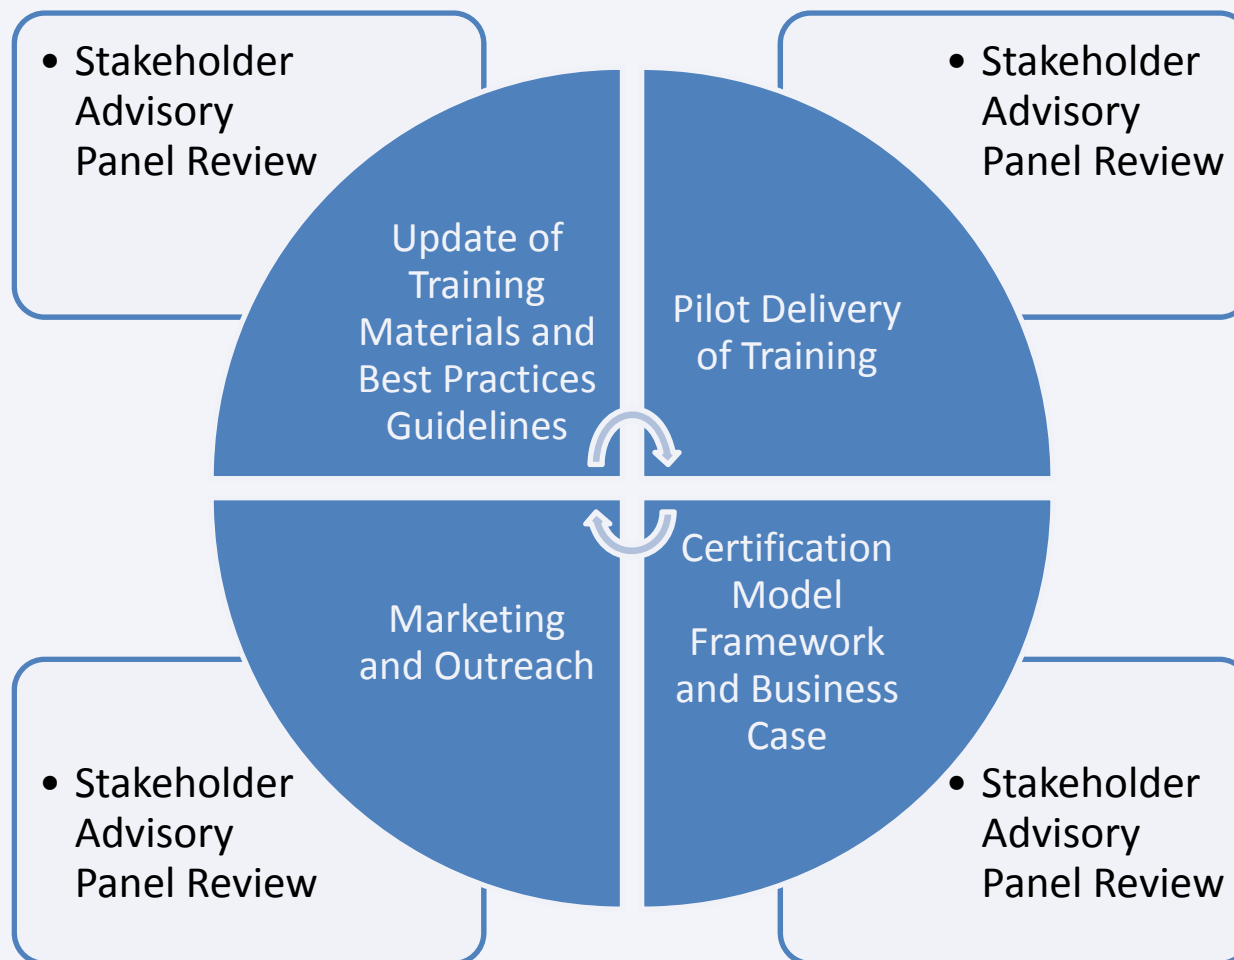 • Stakeholder
Advisory
Panel Review
• Stakeholder
Advisory
Panel Review
Update of
Training
Materials and
Best Practices
Guidelines
Pilot Delivery
of Training
Marketing
and Outreach
Certification
Model
Framework
and Business
Case
• Stakeholder
Advisory
Panel Review
• Stakeholder
Advisory
Panel Review